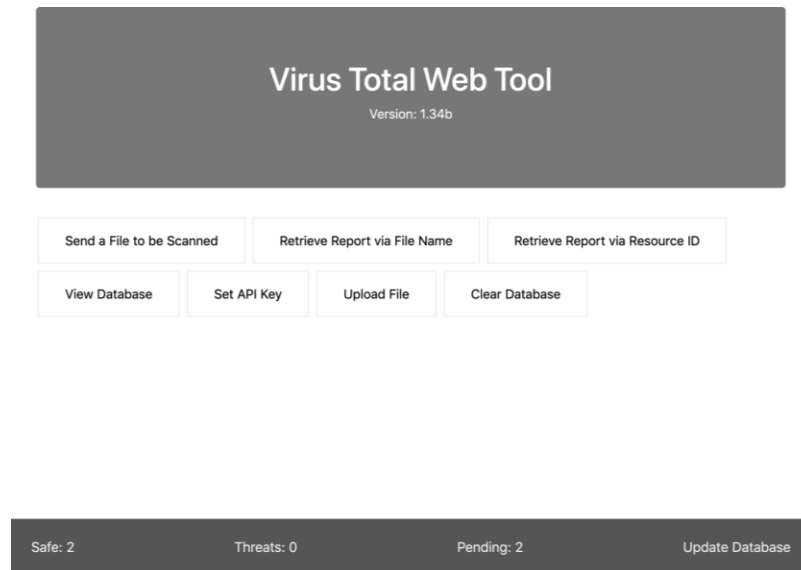 Virus Total Web Tool
Version: 1.34b
Send a File to be Scanned Retrieve Report via File Name Retrieve Report via Resource ID
View Database Set API Key Upload File Clear Database
Safe: 2 Threats: 0 Pending: 2 Update Database